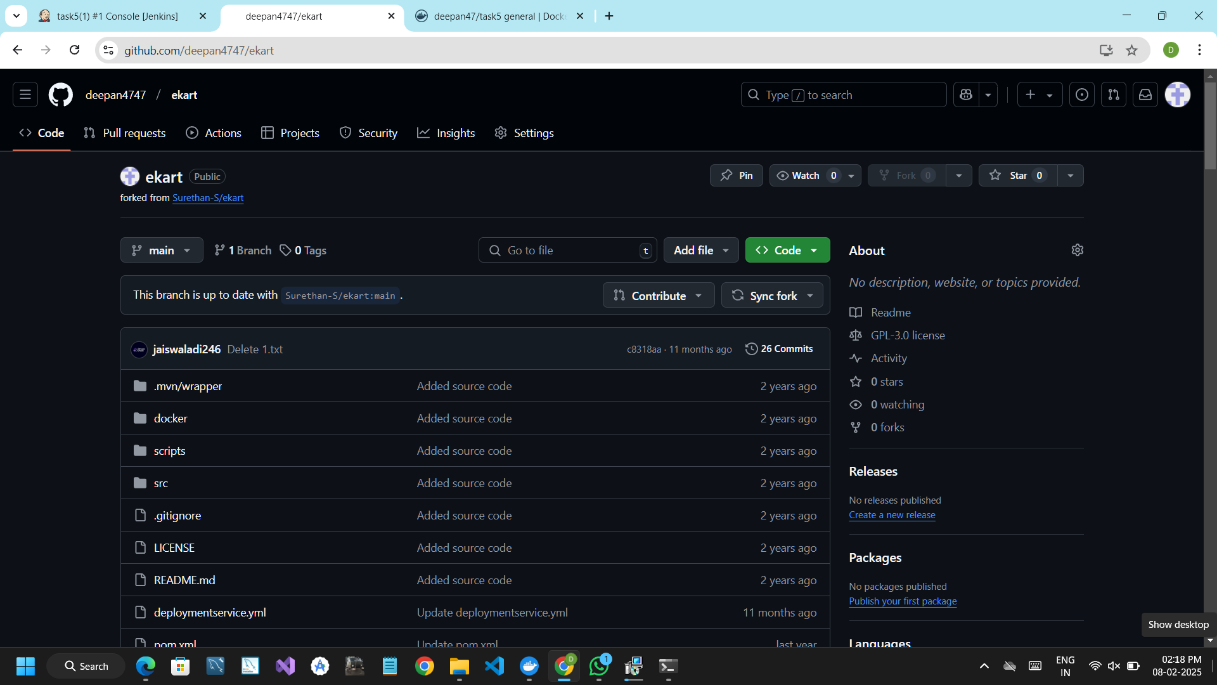 task5(1) #1 Console [Jenkins]
deepan4747/ekart
deepan47/task5 general | Dock
github.com/deepan4747/ekart
D
deepan4747 / ekart
Type / to search
Code
Pull requests
Actions
Projects
Security
Insights
Settings
ekart Public
Pin
Watch 0
Fork 0
Star 0
forked from Surethan-S/ekart
main
1 Branch
0 Tags
Go to file t
Add file
Code
About
No description, website, or topics provided.
This branch is up to date with Surethan-S/ekart:main .
Contribute
Sync fork
Readme
GPL-3.0 license
Activity
0 stars
0 watching
0 forks
jaiswaladi246 Delete 1.txt c8318aa · 11 months ago 26 Commits
.mvn/wrapper Added source code 2 years ago
docker Added source code 2 years ago
scripts Added source code 2 years ago
src Added source code 2 years ago
.gitignore Added source code 2 years ago
LICENSE Added source code 2 years ago
README.md Added source code 2 years ago
deploymentservice.yml Update deploymentservice.yml 11 months ago
pom.xml Update pom.xml last year
Releases
No releases published
Create a new release
Packages
No packages published
Publish your first package
Languages
Show desktop
Search
D
1
ENG
IN
02:18 PM
08-02-2025